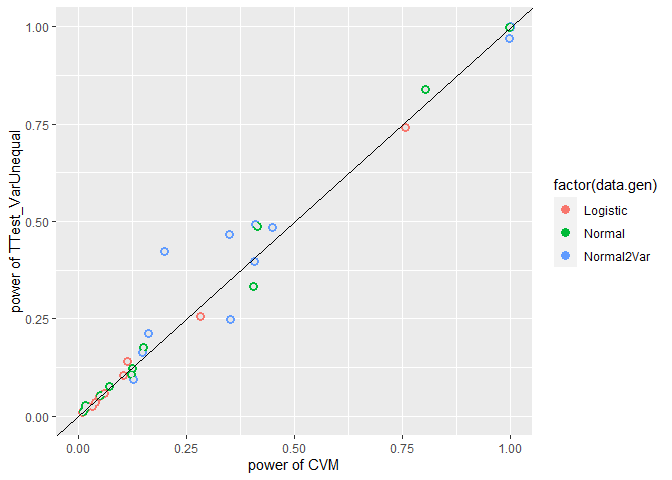 power of TTest_VarUnequal
1.00
0.75
0.50
0.25
0.00
0.00
0.25
0.50
0.75
1.00
power of CVM
factor(data.gen)
Logistic
Normal
Normal2Var